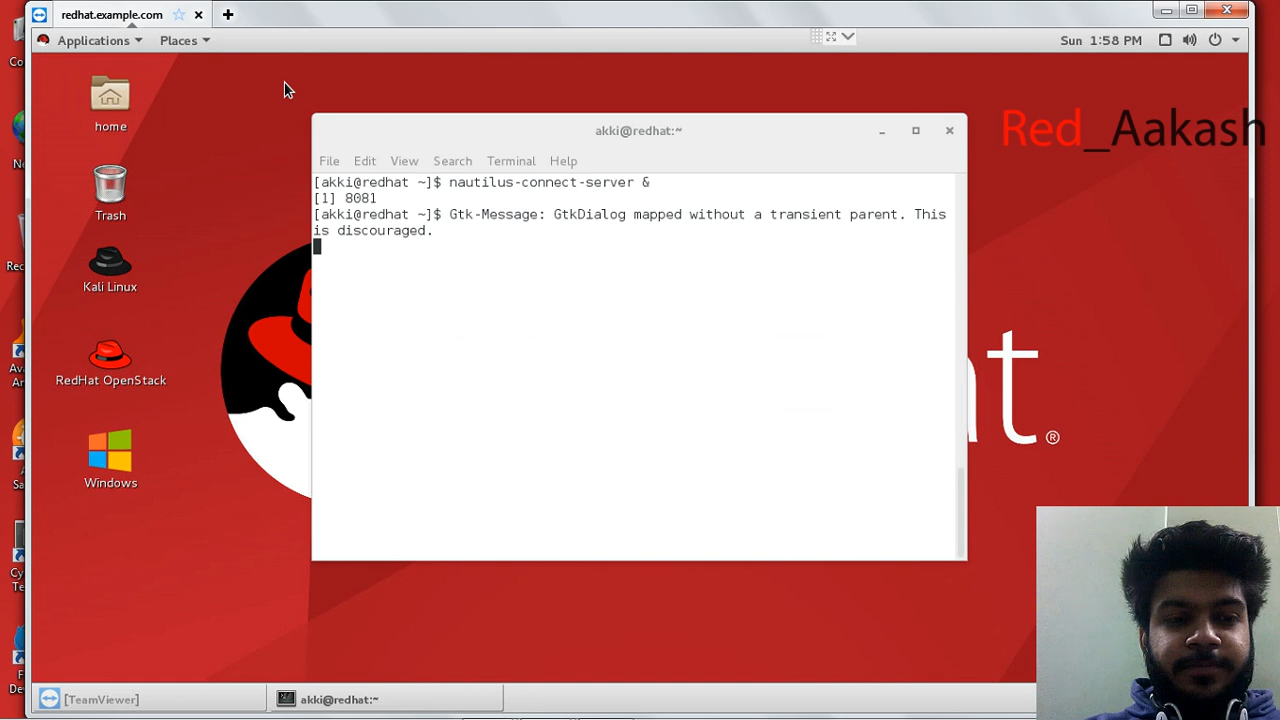 redhat.example.com
Applications
Places
Sun 1:58 PM
home
Trash
Kali Linux
RedHat OpenStack
Windows
Red_Aakash
akki@redhat:~
File Edit View Search Terminal Help
[akki@redhat ~]$ nautilus-connect-server &
[1] 8081
[akki@redhat ~]$ Gtk-Message: GtkDialog mapped without a transient parent. This
is discouraged.
®
[TeamViewer]
akki@redhat:~